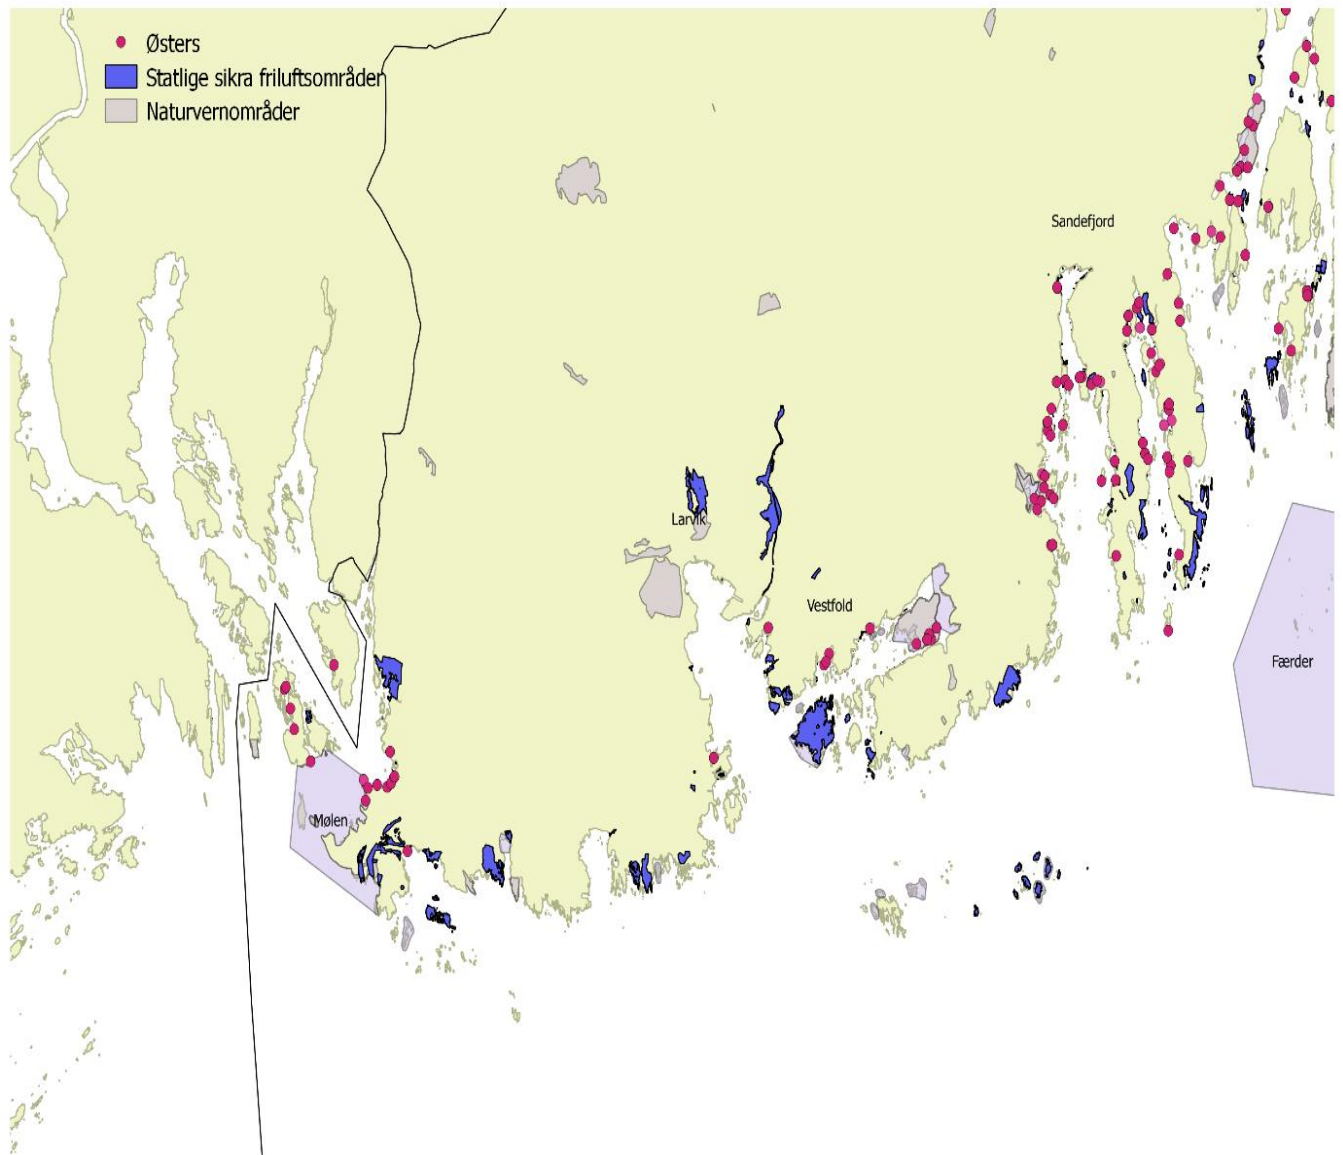 Østers
Statlige sikra friluftsområder
Naturvernområder
Sandefjord
Larvik
Vestfold
Færder
Mølen